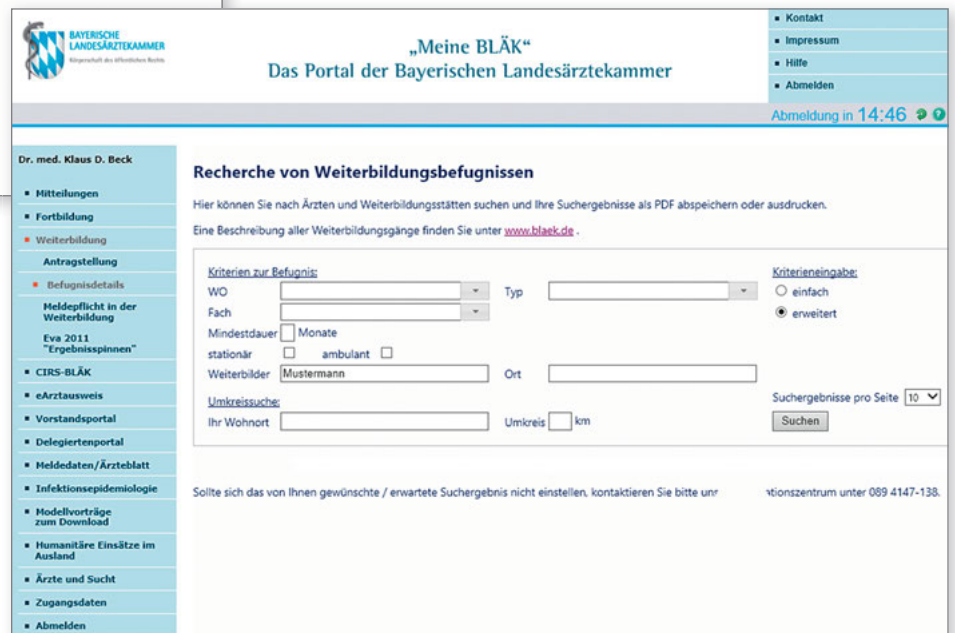 BAYERISCHE
LANDESÄRZTEKAMMER
Körperschaft des öffentlichen Rechts
„Meine BLÄK“
Das Portal der Bayerischen Landesärztekammer
Kontakt
Impressum
Hilfe
Abmelden
Abmeldung in 14:46
Dr. med. Klaus D. Beck
Mitteilungen
Fortbildung
Weiterbildung
Antragstellung
Befugnisdetails
Meldepflicht in der
Weiterbildung
Eva 2011
"Ergebnisspinnen"
CIRS-BLÄK
eArztausweis
Vorstandsportal
Delegiertenportal
Meldedaten/Ärzteblatt
Infektionsepidemiologie
Modellvorträge
zum Download
Humanitäre Einsätze im
Ausland
Ärzte und Sucht
Zugangsdaten
Abmelden
Recherche von Weiterbildungsbefugnissen
Hier können Sie nach Ärzten und Weiterbildungsstätten suchen und Ihre Suchergebnisse als PDF abspeichern oder ausdrucken.
Eine Beschreibung aller Weiterbildungsgänge finden Sie unter www.blaek.de .
Kriterien zur Befugnis: Kriterieneingabe:
WO Typ einfach
Fach erweitert
Mindestdauer Monate
stationär ambulant
Weiterbilder Mustermann Ort
Umkreissuche: Suchergebnisse pro Seite 10
Ihr Wohnort Umkreis km Suchen
Sollte sich das von Ihnen gewünschte / erwartete Suchergebnis nicht einstellen, kontaktieren Sie bitte uns tionszentrum unter 089 4147-138.